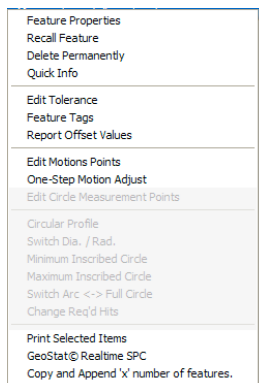 Feature Properties
Recall Feature
Delete Permanently
Quick Info
Edit Tolerance
Feature Tags
Report Offset Values
Edit Motions Points
One-Step Motion Adjust
Edit Circle Measurement Points
Circular Profile
Switch Dia. / Rad.
Minimum Inscribed Circle
Maximum Inscribed Circle
Switch Arc <-> Full Circle
Change Req'd Hits
Print Selected Items
GeoStat© Realtime SPC
Copy and Append 'x' number of features.